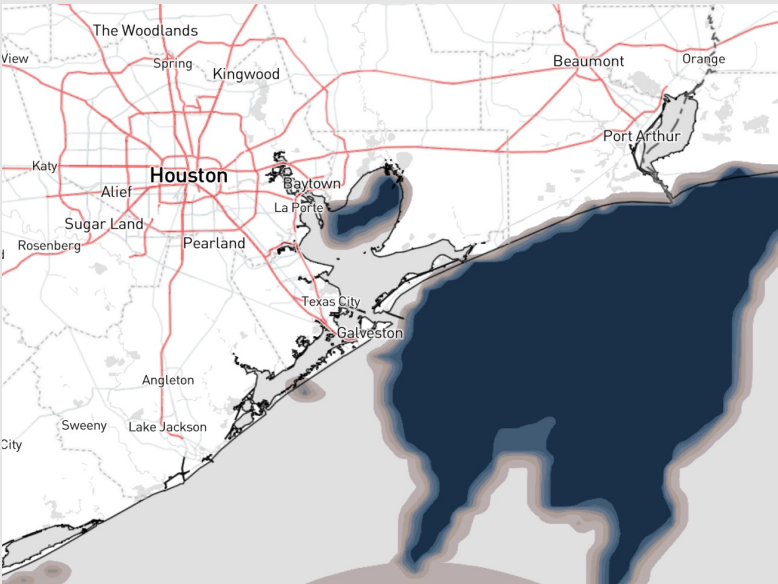 The Woodlands
View
Spring
Kingwood
Beaumont
Orange
Port Arthur
Katy
Houston
Baytown
Alief
La Porte
Sugar Land
Rosenberg
Pearland
Texas City
Galveston
Angleton
Sweeny
Lake Jackson
City